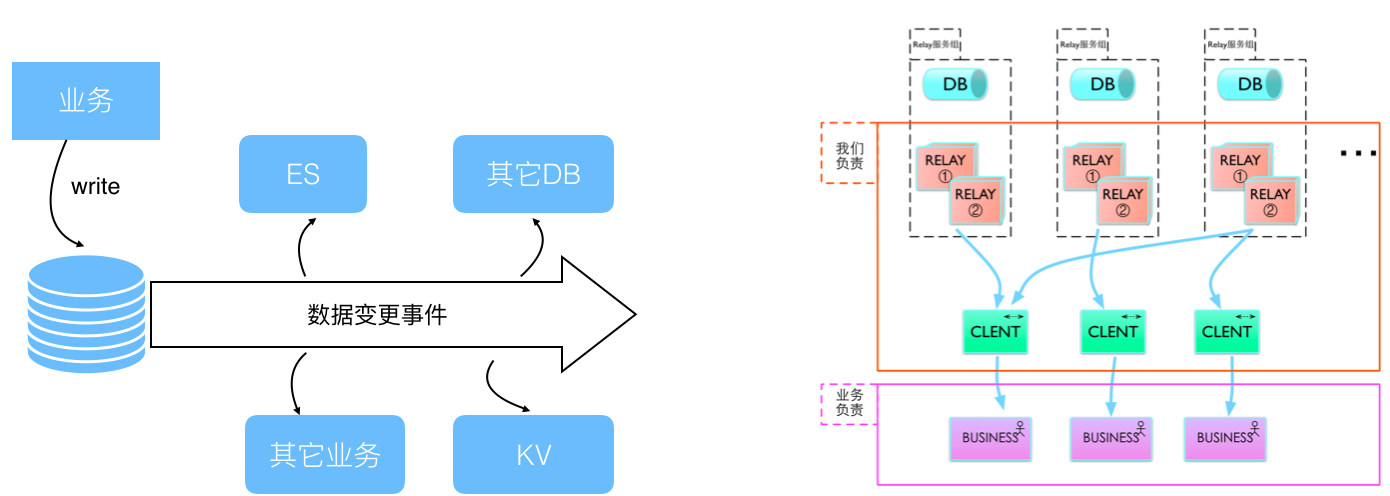 业务
write
ES
其它DB
数据变更事件
其它业务
KV
Relay服务组
Relay服务组
Relay服务组
DB
DB
DB
我们
负责
RELAY
①
RELAY
②
RELAY
①
RELAY
②
RELAY
①
RELAY
②
...
CLENT
CLENT
CLENT
业务
负责
BUSINESS
BUSINESS
BUSINESS